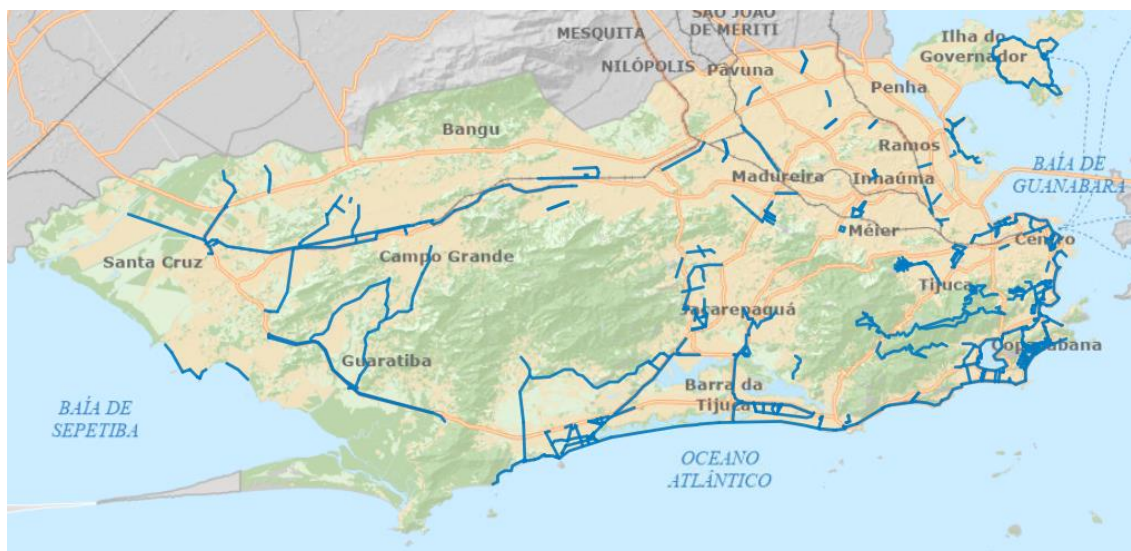 SÃO JOÃO
DE MERITI
MESQUITA
NILÓPOLIS
Pavuna
Ilha do
Governador
Penha
Bangu
Ramos
BAÍA DE
GUANABARA
Madureira
Inhaúma
Méier
Centro
Santa Cruz
Campo Grande
Tijuca
Jacarepaguá
Copacabana
Guaratiba
Barra da
Tijuca
BAÍA DE
SEPETIBA
OCEANO
ATLÂNTICO